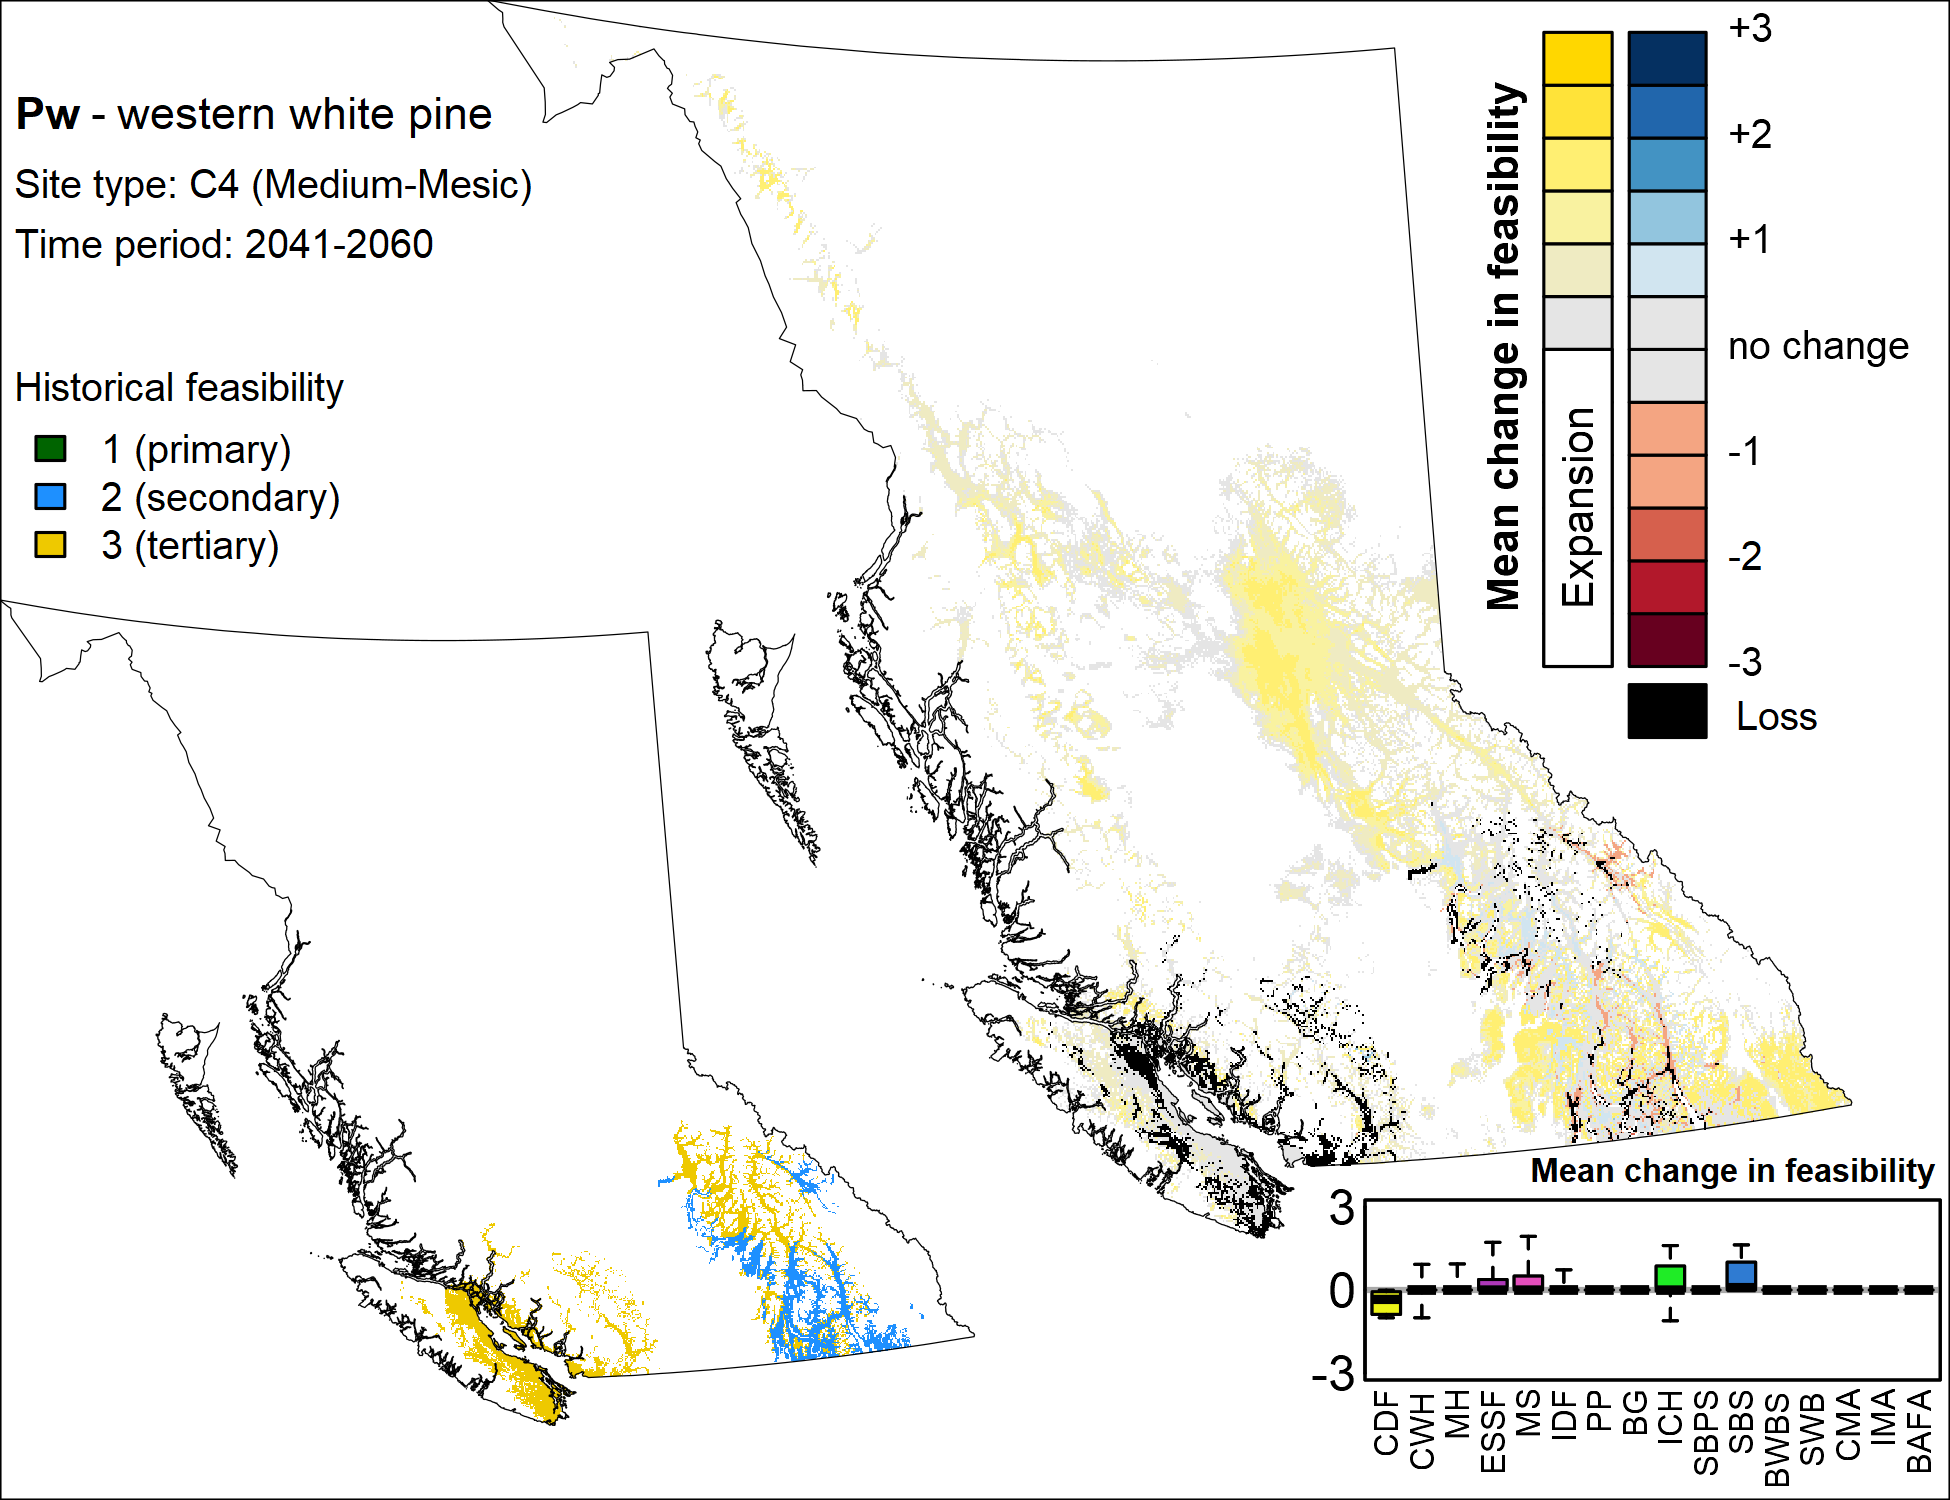 Pw - western white pine
Site type: C4 (Medium-Mesic)
Time period: 2041-2060
Historical feasibility
1 (primary)
2 (secondary)
3 (tertiary)
Mean change in feasibility
Expansion
+3
+2
+1
no change
-1
-2
-3
Loss
Mean change in feasibility
3
0
-3
CDF
CWH
MH
ESSF
MS
IDF
PP
BG
ICH
SBPS
SBS
BWBS
SWB
CMA
IMA
BAFA